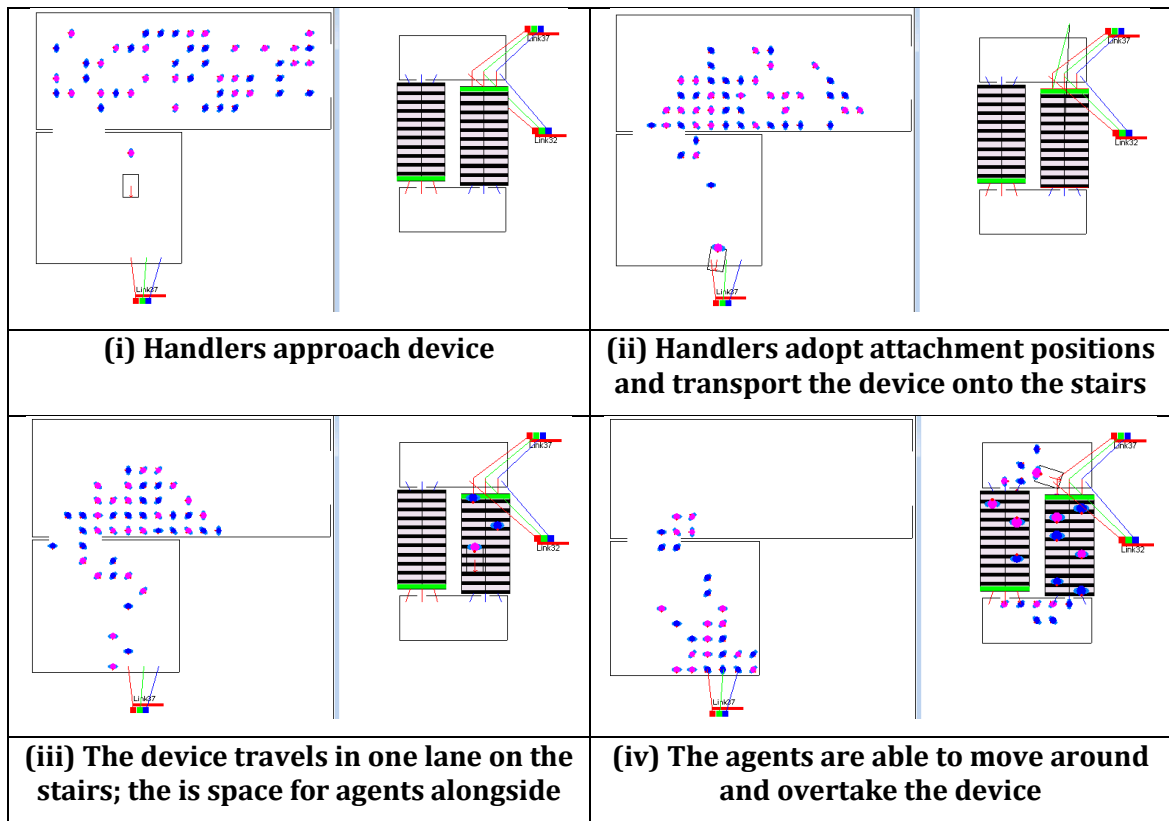 Link37
Link32
Link37
(i) Handlers approach device
Link37
Link32
Link37
(ii) Handlers adopt attachment positions
and transport the device onto the stairs
Link37
Link32
Link37
(iii) The device travels in one lane on the
stairs; the is space for agents alongside
Link37
Link32
Link37
(iv) The agents are able to move around
and overtake the device